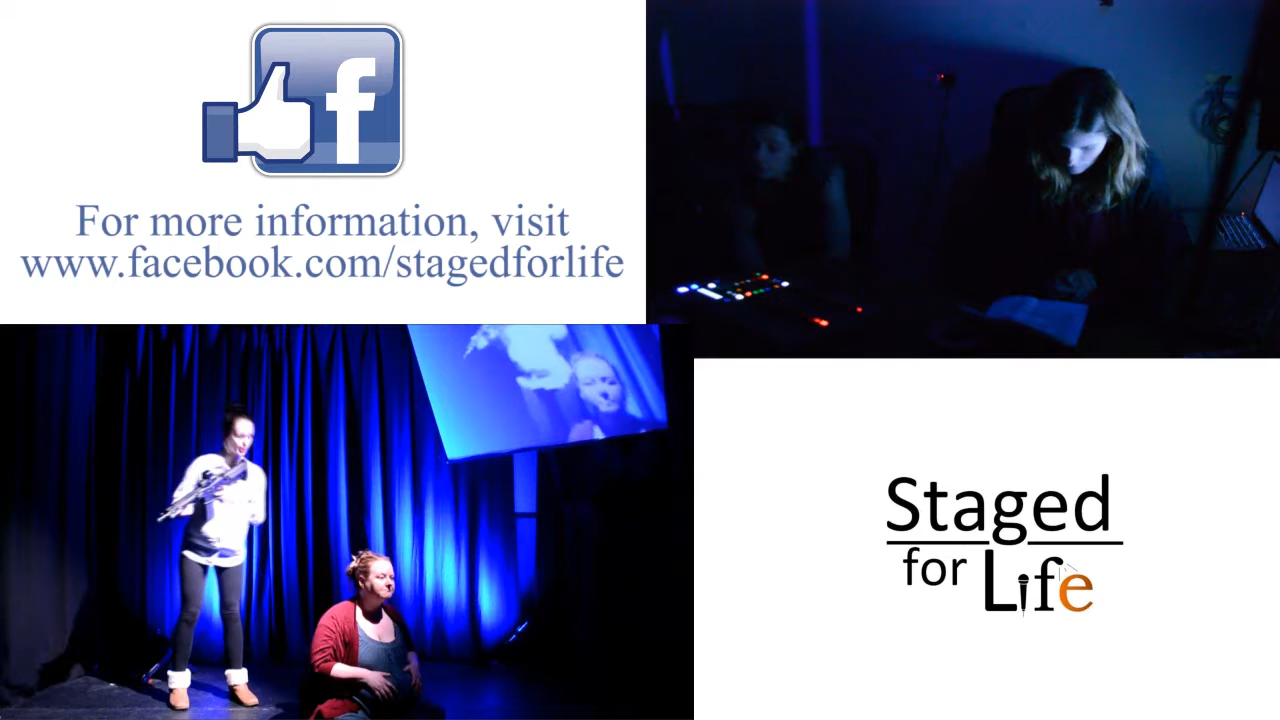 f
For more information, visit
www.facebook.com/stagedforlife
Staged
for Life